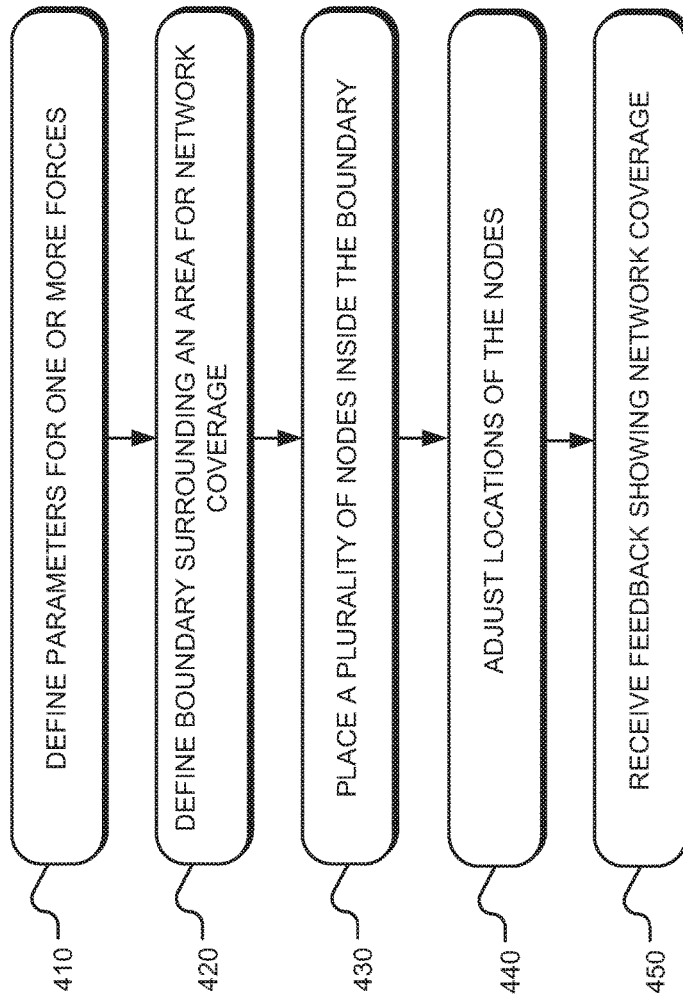 410
DEFINE PARAMETERS FOR ONE OR MORE FORCES
420
DEFINE BOUNDARY SURROUNDING AN AREA FOR NETWORK
COVERAGE
430
PLACE A PLURALITY OF NODES INSIDE THE BOUNDARY
440
ADJUST LOCATIONS OF THE NODES
450
RECEIVE FEEDBACK SHOWING NETWORK COVERAGE